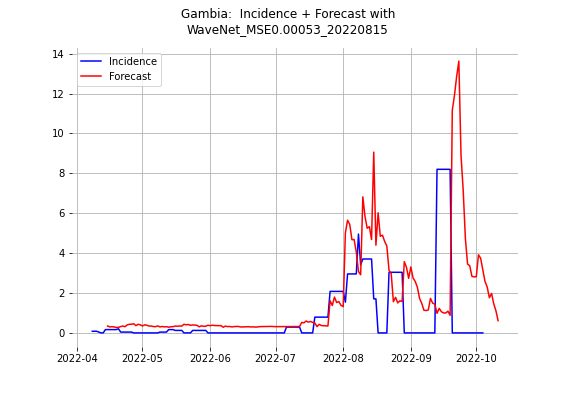 Gambia:  Incidence + Forecast with
WaveNet_MSE0.00053_20220815
Incidence
Forecast
14
12
10
8
6
4
2
0
2022-04 2022-05 2022-06 2022-07 2022-08 2022-09 2022-10